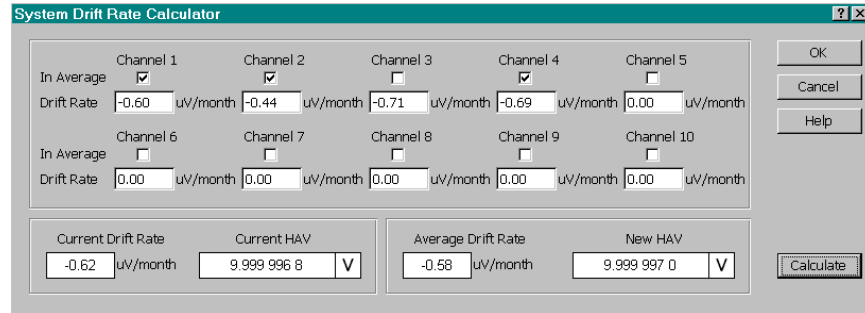 System Drift Rate Calculator
Channel 1 Channel 2 Channel 3 Channel 4 Channel 5
In Average
Drift Rate -0.60 uV/month -0.44 uV/month -0.71 uV/month -0.69 uV/month 0.00 uV/month
Channel 6 Channel 7 Channel 8 Channel 9 Channel 10
In Average
Drift Rate 0.00 uV/month 0.00 uV/month 0.00 uV/month 0.00 uV/month 0.00 uV/month
OK
Cancel
Help
Current Drift Rate Current HAV
-0.62 uV/month 9.999 996 8 V
Average Drift Rate New HAV
-0.58 uV/month 9.999 997 0 V
Calculate